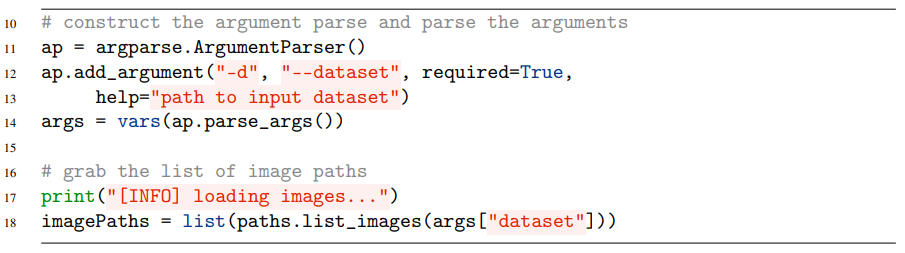 10 # construct the argument parse and parse the arguments
11 ap = argparse.ArgumentParser()
12 ap.add_argument("-d", "--dataset", required=True,
13     help="path to input dataset")
14 args = vars(ap.parse_args())
15
16 # grab the list of image paths
17 print("[INFO] loading images...")
18 imagePaths = list(paths.list_images(args["dataset"]))